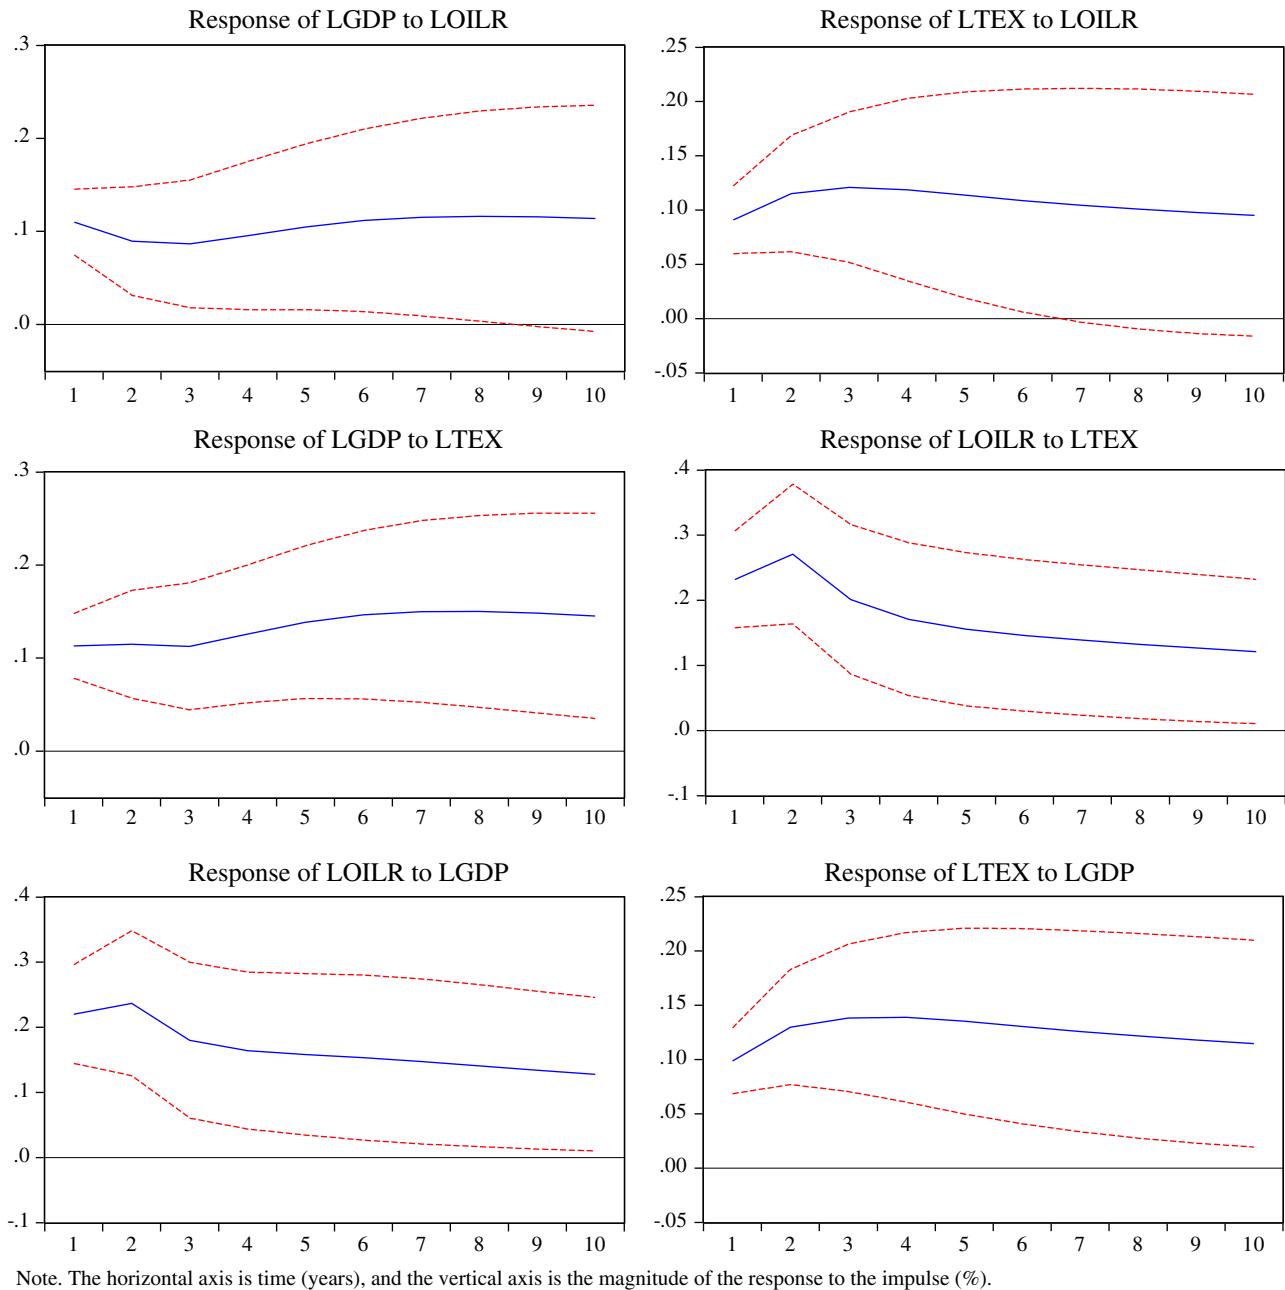 Response of LGDP to LOILR
.3
.2
.1
.0
1 2 3 4 5 6 7 8 9 10
Response of LTEX to LOILR
.25
.20
.15
.10
.05
.00
-.05
1 2 3 4 5 6 7 8 9 10
Response of LGDP to LTEX
.3
.2
.1
.0
1 2 3 4 5 6 7 8 9 10
Response of LOILR to LTEX
.4
.3
.2
.1
.0
-.1
1 2 3 4 5 6 7 8 9 10
Response of LOILR to LGDP
.4
.3
.2
.1
.0
-.1
1 2 3 4 5 6 7 8 9 10
Response of LTEX to LGDP
.25
.20
.15
.10
.05
.00
-.05
1 2 3 4 5 6 7 8 9 10
Note. The horizontal axis is time (years), and the vertical axis is the magnitude of the response to the impulse (%).